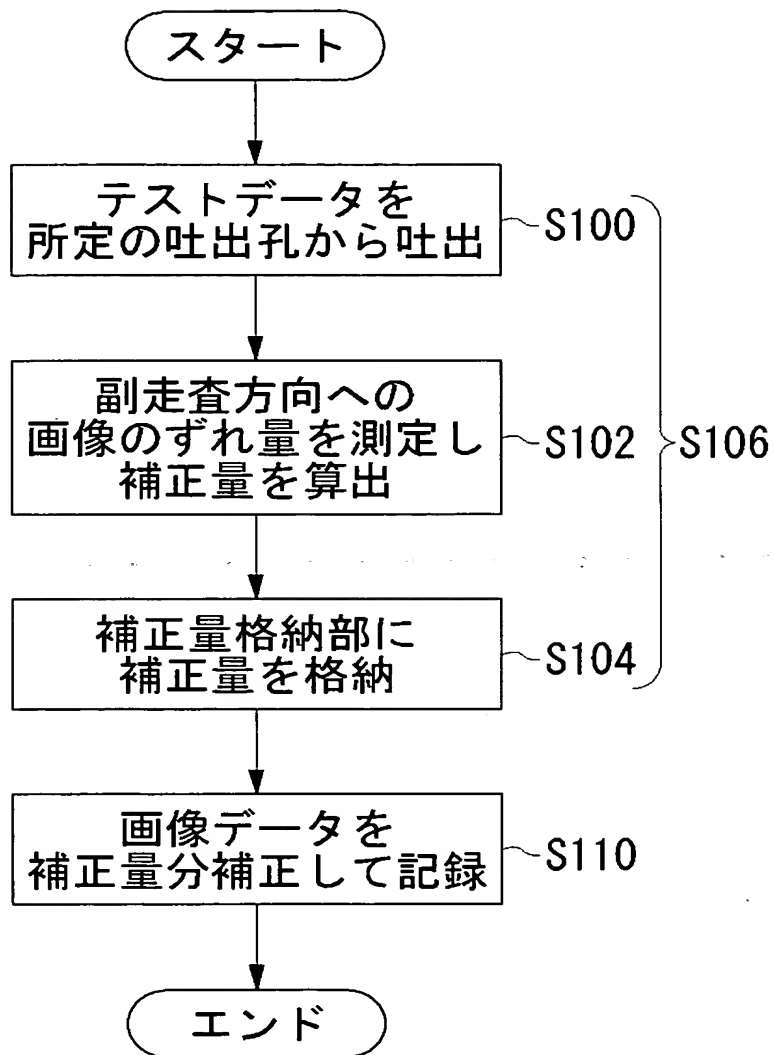 スタート
テストデータを
所定の吐出孔から吐出
S100
副走査方向への
画像のずれ量を測定し
補正量を算出
S102
S106
補正量格納部に
補正量を格納
S104
画像データを
補正量分補正して記録
S110
エンド